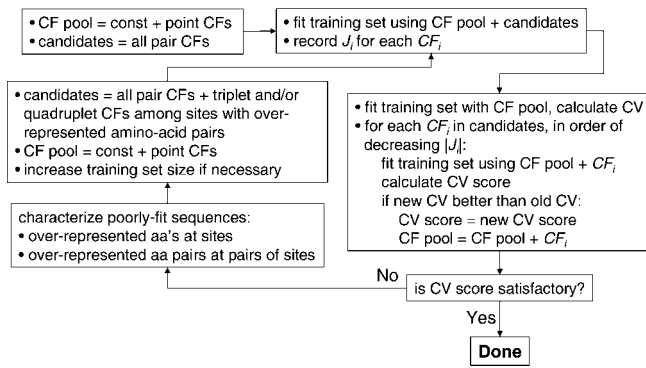 • CF pool = const + point CFs
• candidates = all pair CFs
• fit training set using CF pool + candidates
• record Ji for each CFi
• candidates = all pair CFs + triplet and/or
quadruplet CFs among sites with over-
represented amino-acid pairs
• CF pool = const + point CFs
• increase training set size if necessary
• fit training set with CF pool, calculate CV
• for each CFi in candidates, in order of
decreasing |Ji|:
fit training set using CF pool + CFi
calculate CV score
if new CV better than old CV:
CV score = new CV score
CF pool = CF pool + CFi
characterize poorly-fit sequences:
• over-represented aa's at sites
• over-represented aa pairs at pairs of sites
No
is CV score satisfactory?
Yes
Done